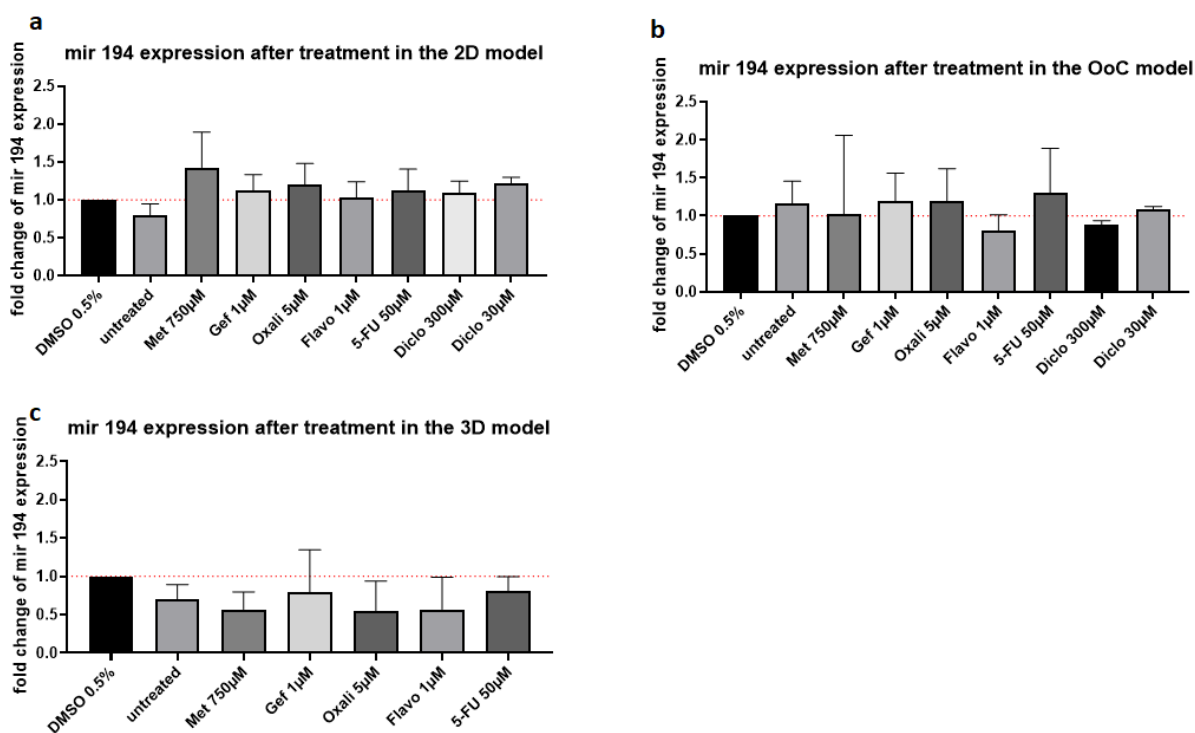 a
mir 194 expression after treatment in the 2D model
fold change of mir 194 expression
2.5
2.0
1.5
1.0
0.5
0.0
DMSO 0.5%
untreated
Met 750µM
Gef 1µM
Oxali 5µM
Flavo 1µM
5-FU 50µM
Diclo 300µM
Diclo 30µM
b
mir 194 expression after treatment in the OoC model
fold change of mir 194 expression
2.5
2.0
1.5
1.0
0.5
0.0
DMSO 0.5%
untreated
Met 750µM
Gef 1µM
Oxali 5µM
Flavo 1µM
5-FU 50µM
Diclo 300µM
Diclo 30µM
c
mir 194 expression after treatment in the 3D model
fold change of mir 194 expression
2.5
2.0
1.5
1.0
0.5
0.0
DMSO 0.5%
untreated
Met 750µM
Gef 1µM
Oxali 5µM
Flavo 1µM
5-FU 50µM